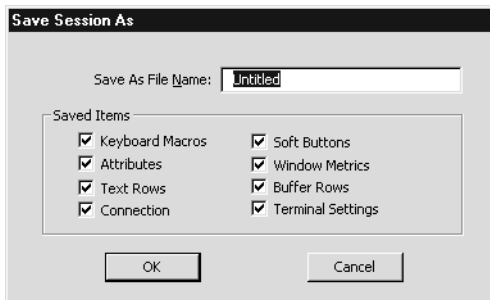 Save Session As
Save As File Name: Untitled
Saved Items
Keyboard Macros Soft Buttons
Attributes Window Metrics
Text Rows Buffer Rows
Connection Terminal Settings
OK Cancel